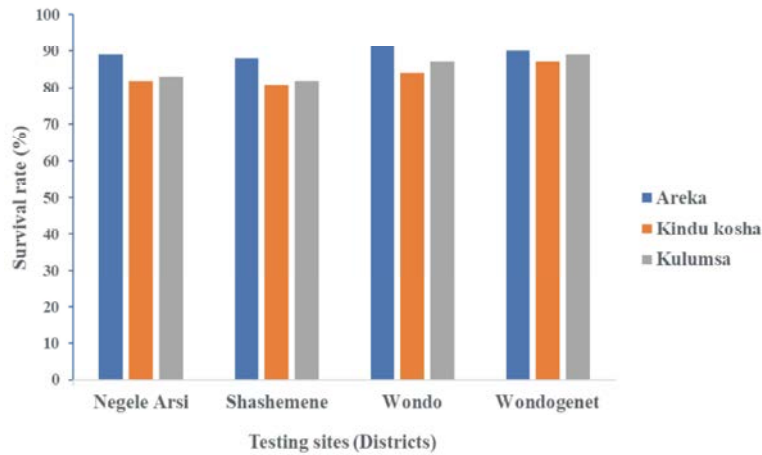 100
90
80
70
60
50
40
30
20
10
0
Survival rate (%)
Negele Arsi
Shashemene
Wondo
Wondogenet
Testing sites (Districts)
Areka
Kindu kosha
Kulumsa